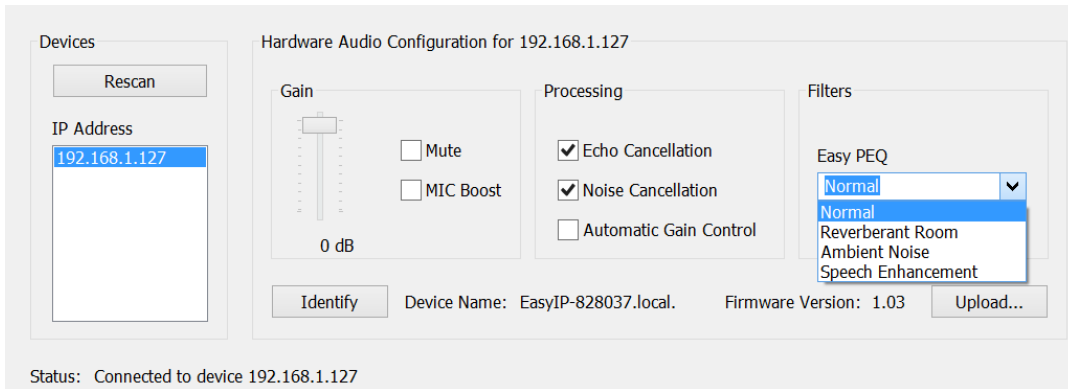 Devices
Rescan
IP Address
192.168.1.127
Hardware Audio Configuration for 192.168.1.127
Gain
Mute
MIC Boost
0 dB
Processing
Echo Cancellation
Noise Cancellation
Automatic Gain Control
Filters
Easy PEQ
Normal
Normal
Reverberant Room
Ambient Noise
Speech Enhancement
Identify
Device Name: EasyIP-828037.local.
Firmware Version: 1.03
Upload...
Status: Connected to device 192.168.1.127